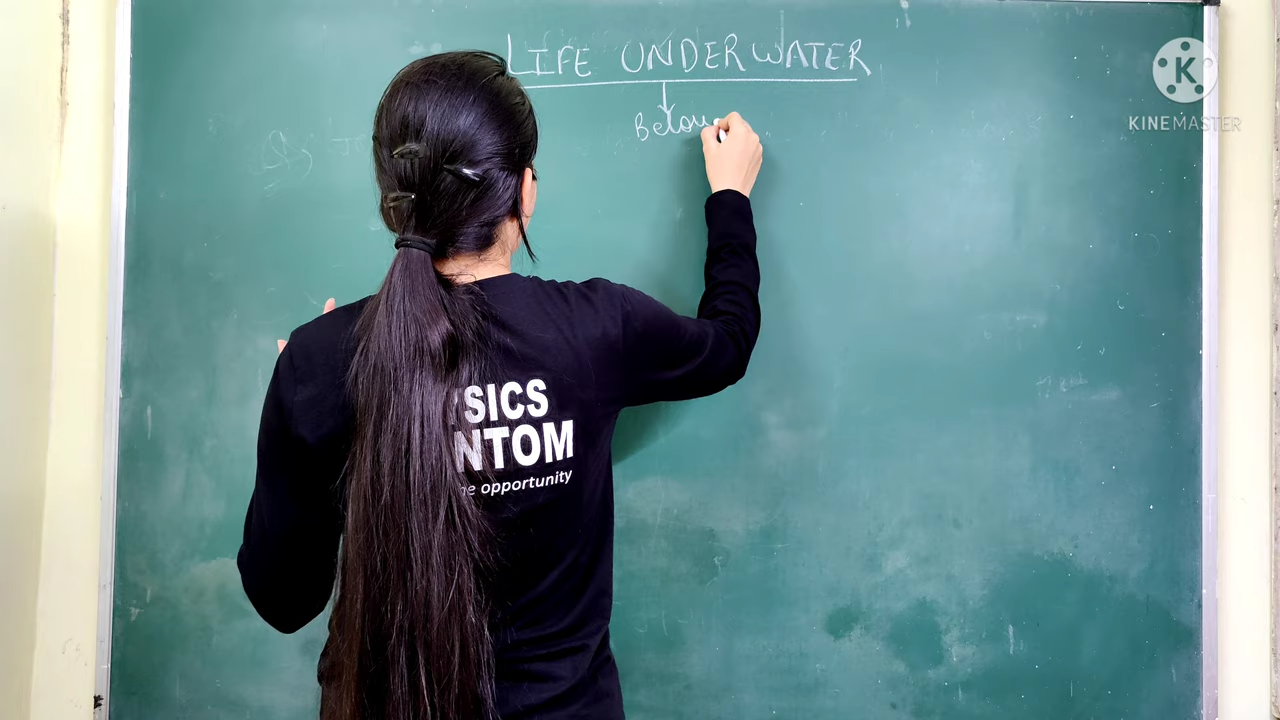 LIFE UNDERWATER
Below
KINEMASTER
SICS
NTOM
opportunity